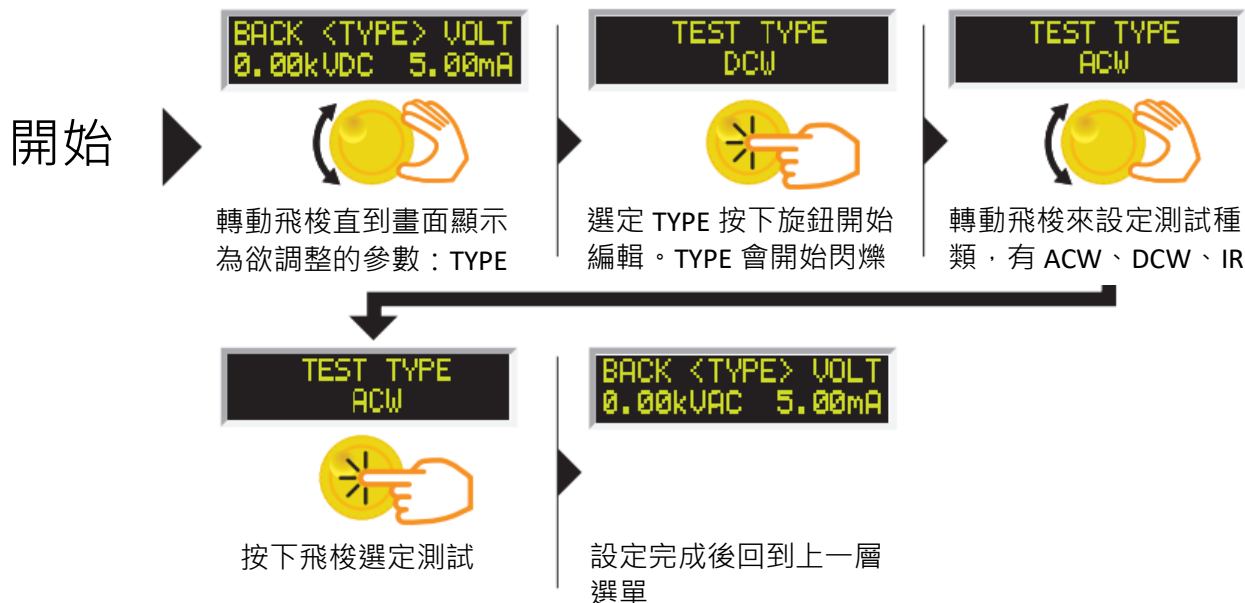 開始
BACK <TYPE> VOLT
0.00kVDC 5.00mA
轉動飛梭直到畫面顯示
為欲調整的參數：TYPE
TEST TYPE
DCW
選定 TYPE 按下旋鈕開始
編輯。TYPE 會開始閃爍
TEST TYPE
ACW
轉動飛梭來設定測試種
類，有 ACW、DCW、IR
TEST TYPE
ACW
按下飛梭選定測試
BACK <TYPE> VOLT
0.00kVAC 5.00mA
設定完成後回到上一層
選單